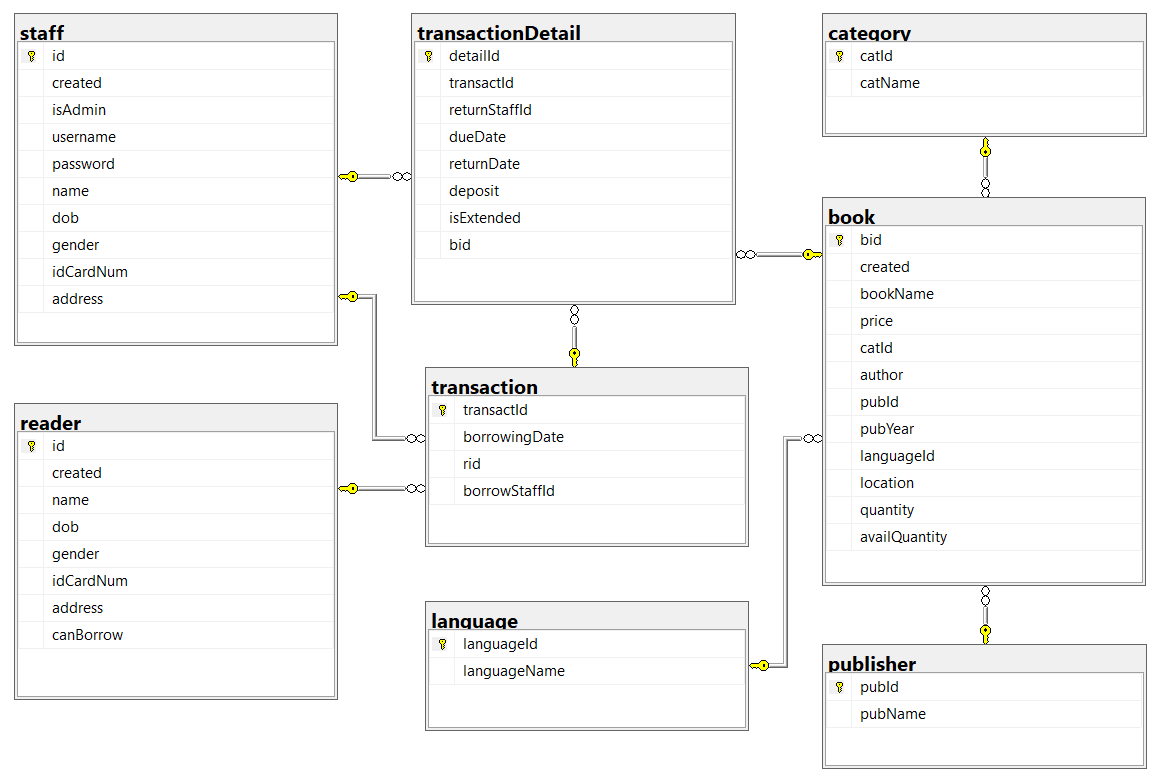 staff
id
created
isAdmin
username
password
name
dob
gender
idCardNum
address
reader
id
created
name
dob
gender
idCardNum
address
canBorrow
transactionDetail
detailId
transactId
returnStaffId
dueDate
returnDate
deposit
isExtended
bid
transaction
transactId
borrowingDate
rid
borrowStaffId
language
languageId
languageName
category
catId
catName
book
bid
created
bookName
price
catId
author
pubId
pubYear
languageId
location
quantity
availQuantity
publisher
pubId
pubName